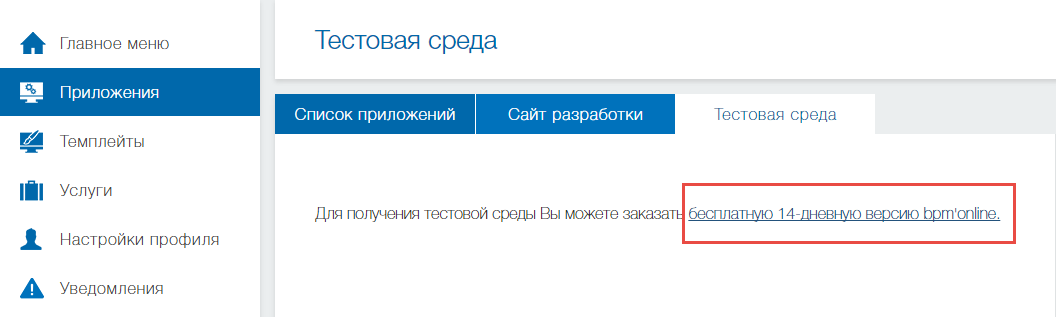 Главное меню
Приложения
Темплейты
Услуги
Настройки профиля
Уведомления
Тестовая среда
Список приложений
Сайт разработки
Тестовая среда
Для получения тестовой среды Вы можете заказать бесплатную 14-дневную версию bpm'online.